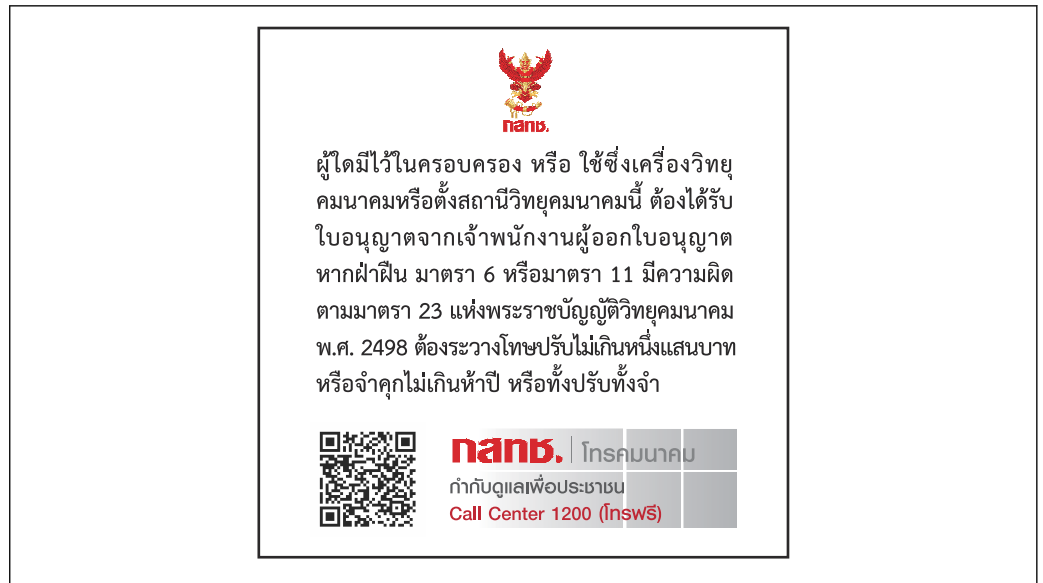 กสทช.
ผู้ใดมีไว้ในครอบครอง หรือ ใช้ซึ่งเครื่องวิทยุ
คมนาคมหรือตั้งสถานีวิทยุคมนาคมนี้ ต้องได้รับ
ใบอนุญาตจากเจ้าพนักงานผู้ออกใบอนุญาต
หากฝ่าฝืน มาตรา 6 หรือมาตรา 11 มีความผิด
ตามมาตรา 23 แห่งพระราชบัญญัติวิทยุคมนาคม
พ.ศ. 2498 ต้องระวางโทษปรับไม่เกินหนึ่งแสนบาท
หรือจำคุกไม่เกินห้าปี หรือทั้งปรับทั้งจำ
กสทช. | โทรคมนาคม
กำกับดูแลเพื่อประชาชน
Call Center 1200 (โทรฟรี)